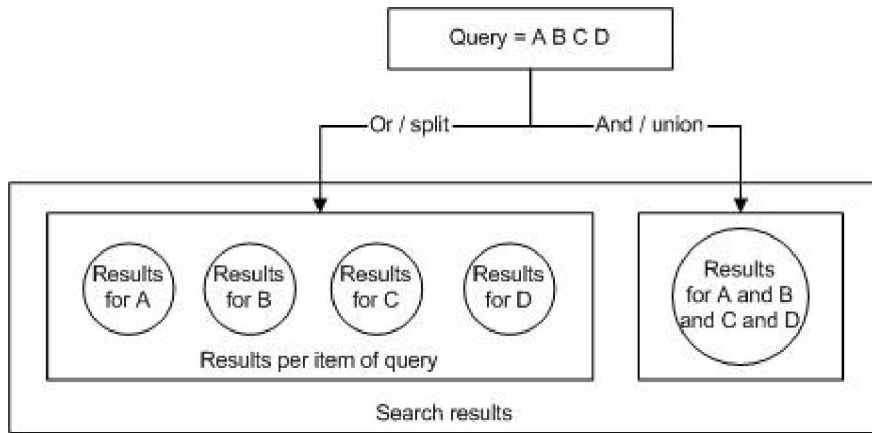 Query = A B C D
Or / split
And / union
Results
for A
Results
for B
Results
for C
Results
for D
Results per item of query
Results
for A and B
and C and D
Search results